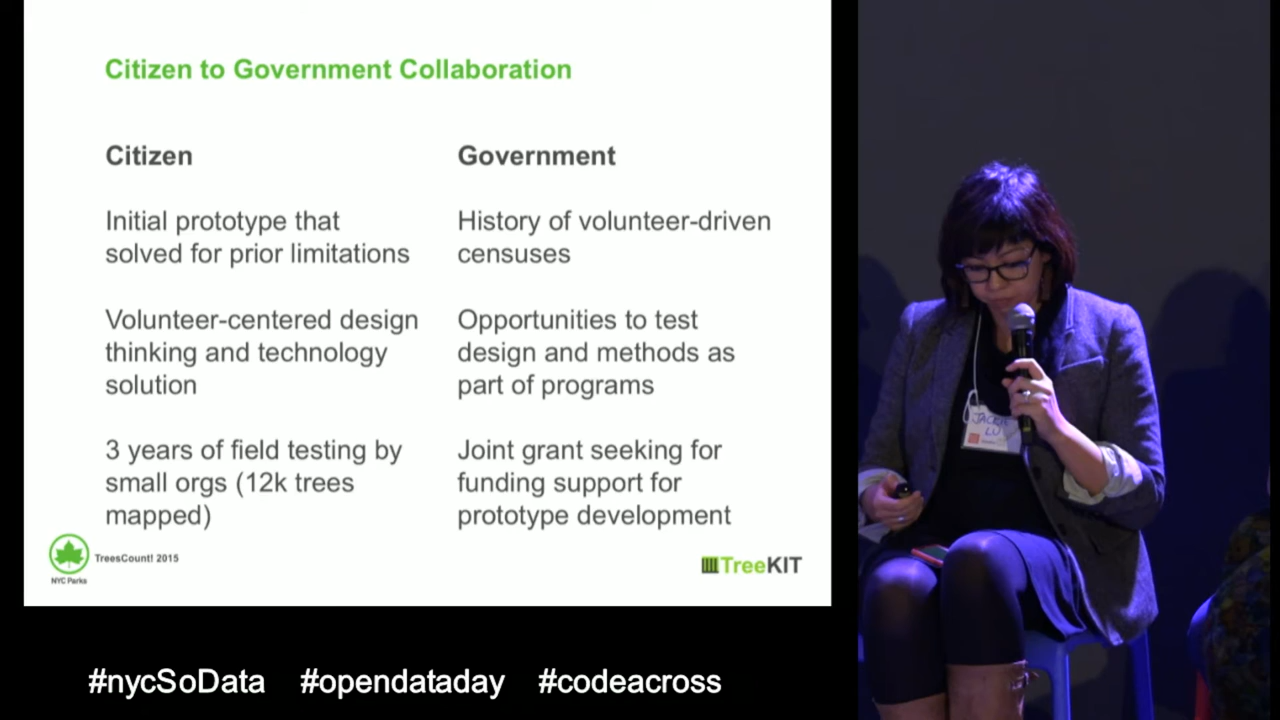 Citizen to Government Collaboration
Citizen
Initial prototype that
solved for prior limitations
Volunteer-centered design
thinking and technology
solution
3 years of field testing by
small orgs (12k trees
mapped)
Government
History of volunteer-driven
censuses
Opportunities to test
design and methods as
part of programs
Joint grant seeking for
funding support for
prototype development
NYC Parks
TreesCount! 2015
TreeKIT
JACKIE
LU
#nycSoData #opendataday #codeacross